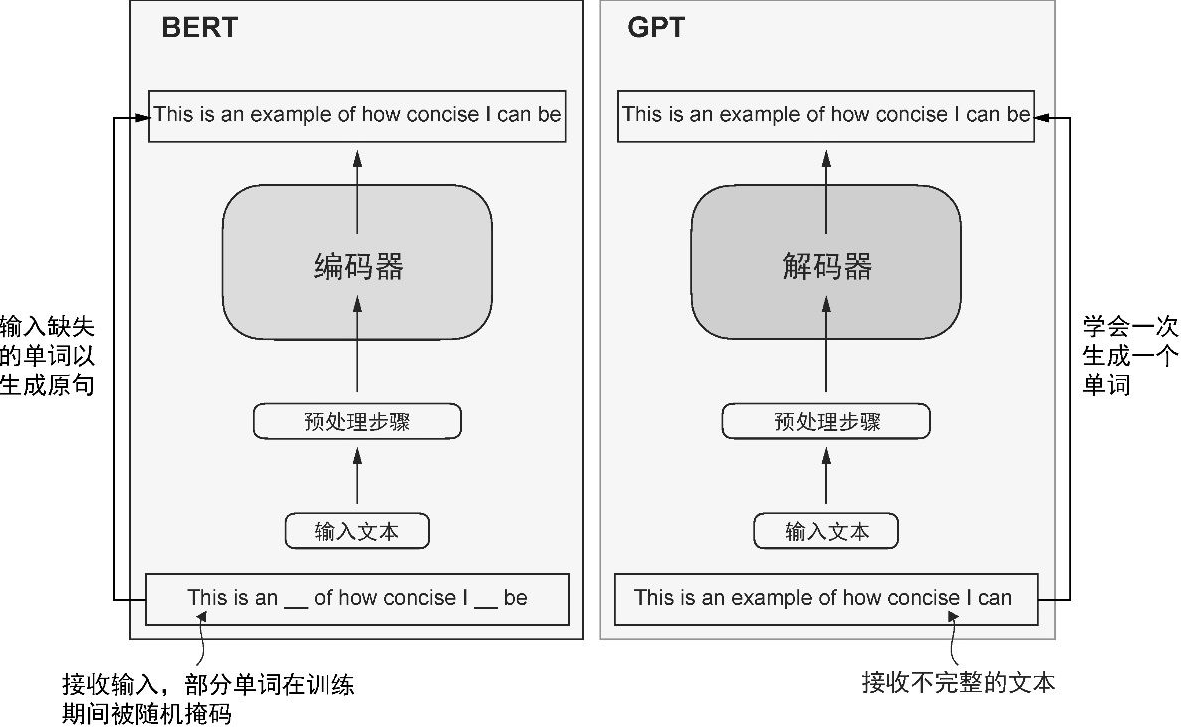 BERT
This is an example of how concise I can be
编码器
预处理步骤
输入文本
This is an __ of how concise I __ be
输入缺失
的单词以
生成原句
接收输入，部分单词在训练
期间被随机掩码
GPT
This is an example of how concise I can be
解码器
预处理步骤
输入文本
This is an example of how concise I can
学会一次
生成一个
单词
接收不完整的文本